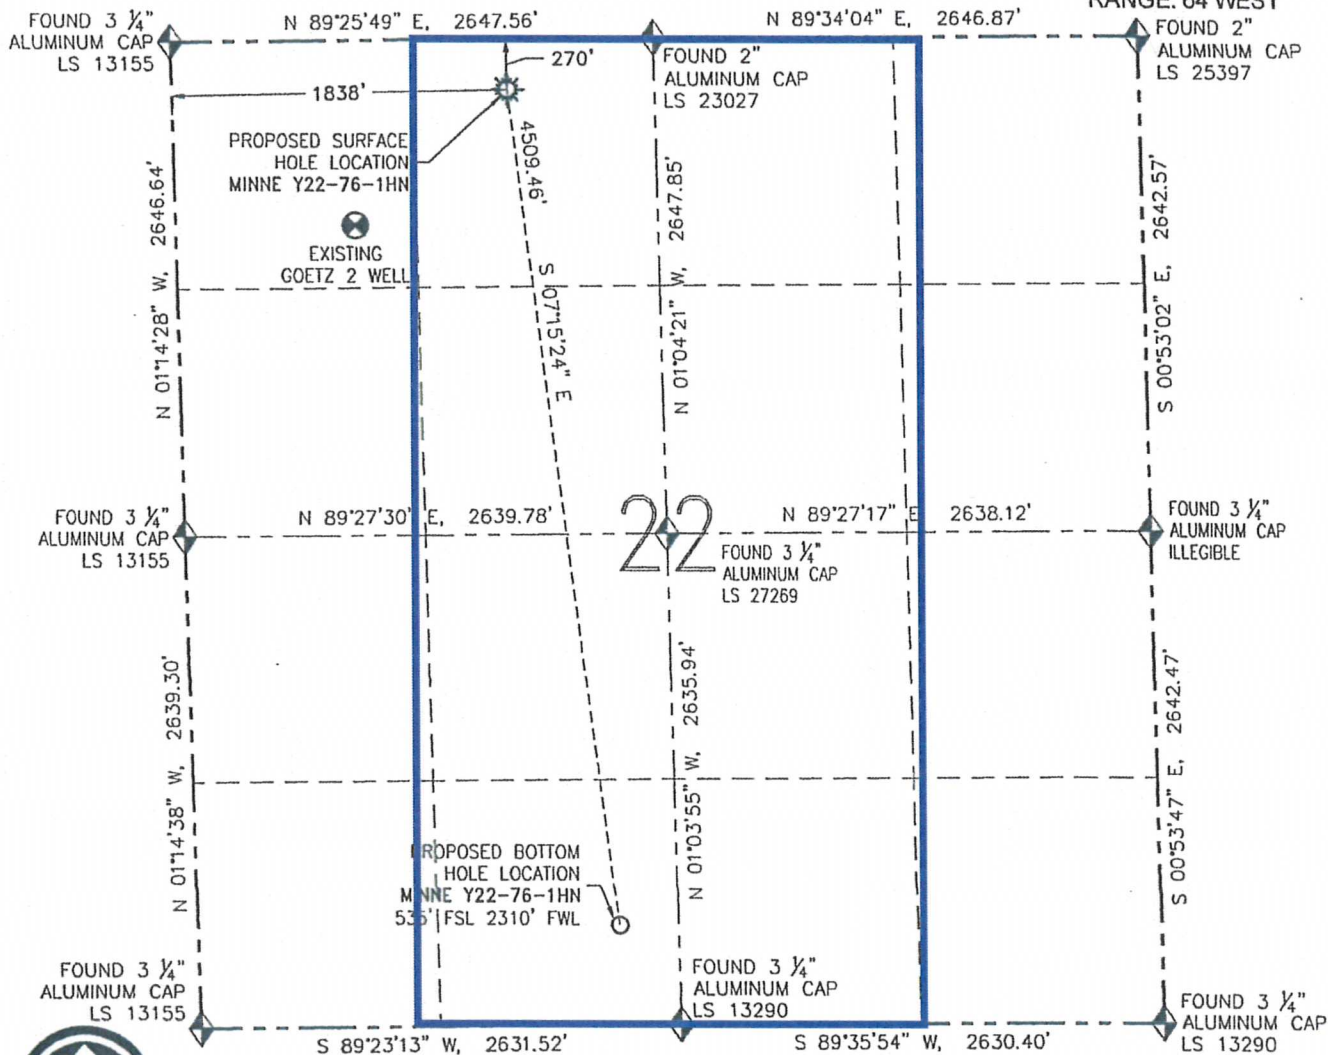 RANGE: 64 WEST
N 89°25'49" E, 2647.56'
N 89°34'04" E, 2646.87'
FOUND 3 ¼"
ALUMINUM CAP
LS 13155
FOUND 2"
ALUMINUM CAP
LS 23027
FOUND 2"
ALUMINUM CAP
LS 25397
270'
1838'
PROPOSED SURFACE
HOLE LOCATION
MINNE Y22-76-1HN
EXISTING
GOETZ 2 WELL
N 01°14'28" W, 2646.64'
4509.46' S 07°15'24" E
N 01°04'21" W, 2647.85'
S 00°53'02" E, 2642.57'
FOUND 3 ¼"
ALUMINUM CAP
LS 13155
N 89°27'30" E, 2639.78'
22
N 89°27'17" E 2638.12'
FOUND 3 ¼"
ALUMINUM CAP
LS 27269
FOUND 3 ¼"
ALUMINUM CAP
ILLEGIBLE
N 01°14'38" W, 2639.30'
N 01°03'55" W, 2635.94'
S 00°53'47" E, 2642.47'
PROPOSED BOTTOM
HOLE LOCATION
MINNE Y22-76-1HN
535' FSL 2310' FWL
FOUND 3 ¼"
ALUMINUM CAP
LS 13155
FOUND 3 ¼"
ALUMINUM CAP
LS 13290
FOUND 3 ¼"
ALUMINUM CAP
LS 13290
S 89°23'13" W, 2631.52'
S 89°35'54" W, 2630.40'